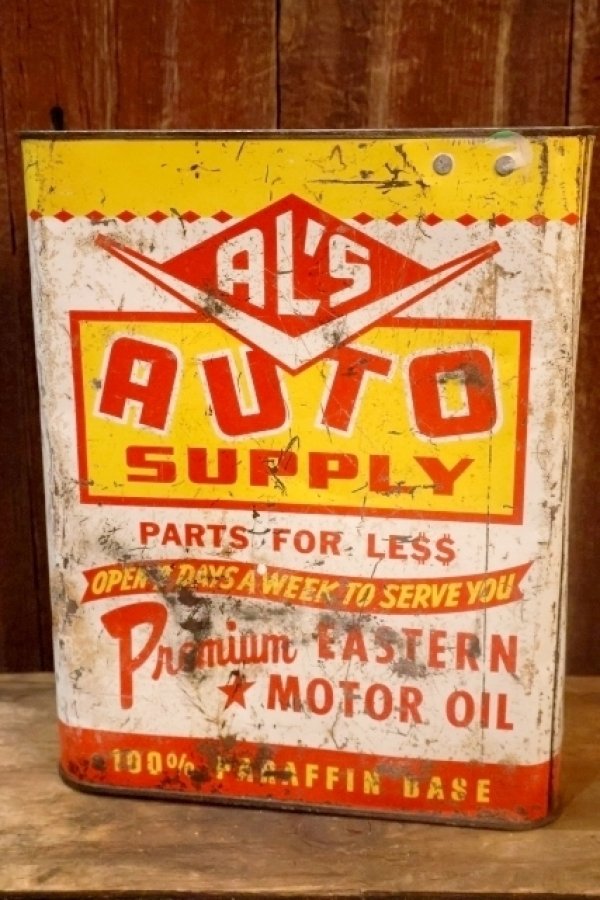 AL'S
AUTO
SUPPLY
PARTS FOR LE$$
OPEN 7 DAYS A WEEK TO SERVE YOU
Premium EASTERN
★ MOTOR OIL
100% PARAFFIN BASE